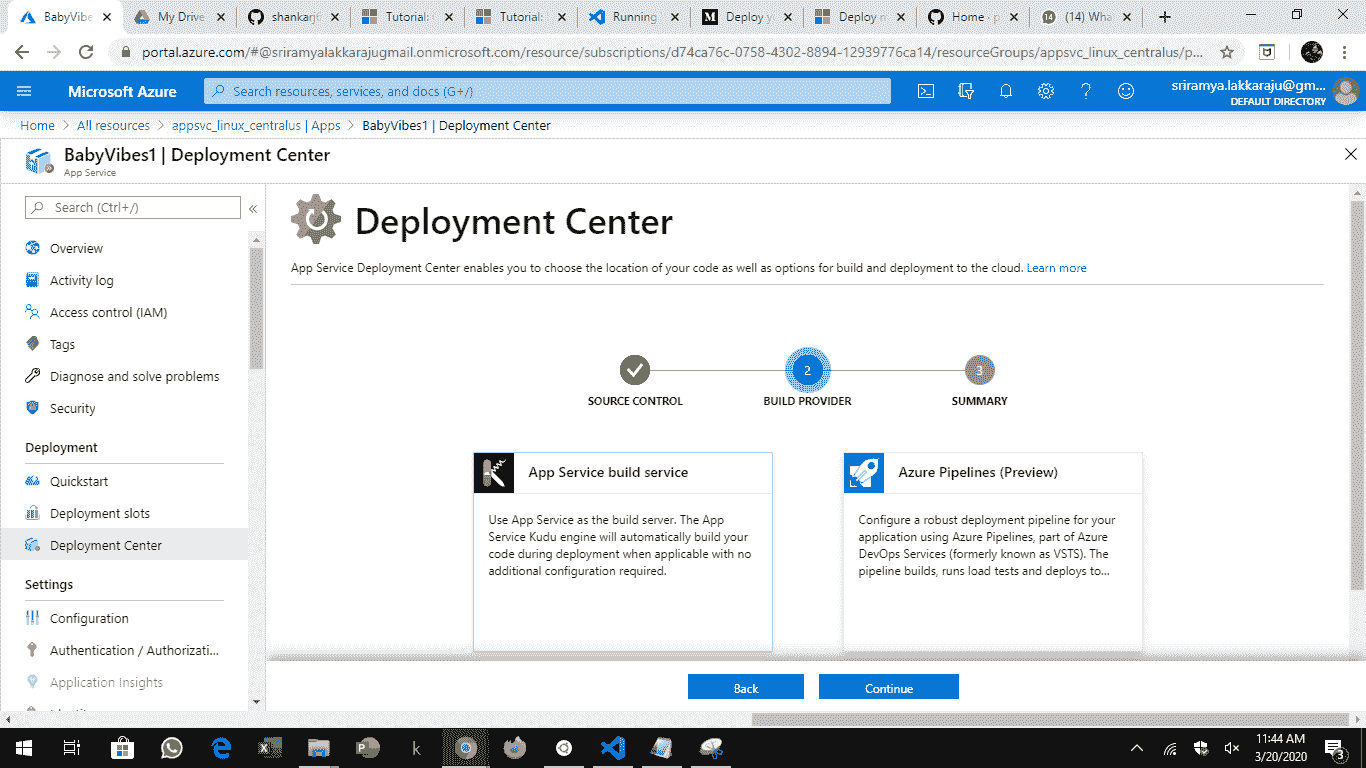 BabyVibe
My Drive
shankarj
Tutorial:
Tutorial:
Running
Deploy y
Deploy n
Home · p
(14) Wha
portal.azure.com/#@sriramyalakkarajugmail.onmicrosoft.com/resource/subscriptions/d74ca76c-0758-4302-8894-12939776ca14/resourceGroups/appsvc_linux_centralus/p...
Microsoft Azure
Search resources, services, and docs (G+/)
sriramya.lakkaraju@gm...
DEFAULT DIRECTORY
Home > All resources > appsvc_linux_centralus | Apps > BabyVibes1 | Deployment Center
BabyVibes1 | Deployment Center
App Service
Search (Ctrl+/)
«
Overview
Activity log
Access control (IAM)
Tags
Diagnose and solve problems
Security
Deployment
Quickstart
Deployment slots
Deployment Center
Settings
Configuration
Authentication / Authorizati...
Application Insights
Deployment Center
App Service Deployment Center enables you to choose the location of your code as well as options for build and deployment to the cloud. Learn more
2
3
SOURCE CONTROL
BUILD PROVIDER
SUMMARY
App Service build service
Use App Service as the build server. The App
Service Kudu engine will automatically build your
code during deployment when applicable with no
additional configuration required.
Azure Pipelines (Preview)
Configure a robust deployment pipeline for your
application using Azure Pipelines, part of Azure
DevOps Services (formerly known as VSTS). The
pipeline builds, runs load tests and deploys to...
Back
Continue
k
11:44 AM
3/20/2020
3